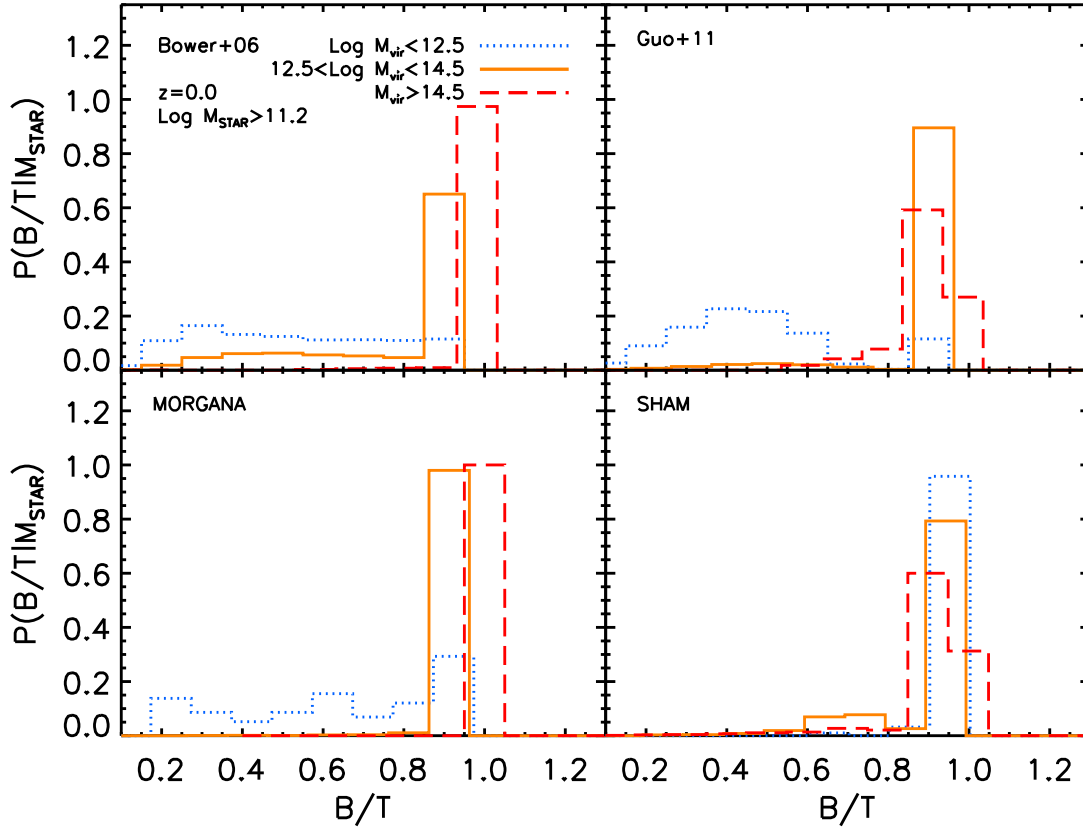 Bower+06
Log M_vir<12.5
12.5<Log M_vir<14.5
z=0.0
M_vir>14.5
Log M_STAR>11.2
Guo+11
MORGANA
SHAM
P(B/T|M_STAR)
1.2
1.0
0.8
0.6
0.4
0.2
0.0
P(B/T|M_STAR)
1.2
1.0
0.8
0.6
0.4
0.2
0.0
0.2 0.4 0.6 0.8 1.0 1.2
0.2 0.4 0.6 0.8 1.0 1.2
B/T
B/T